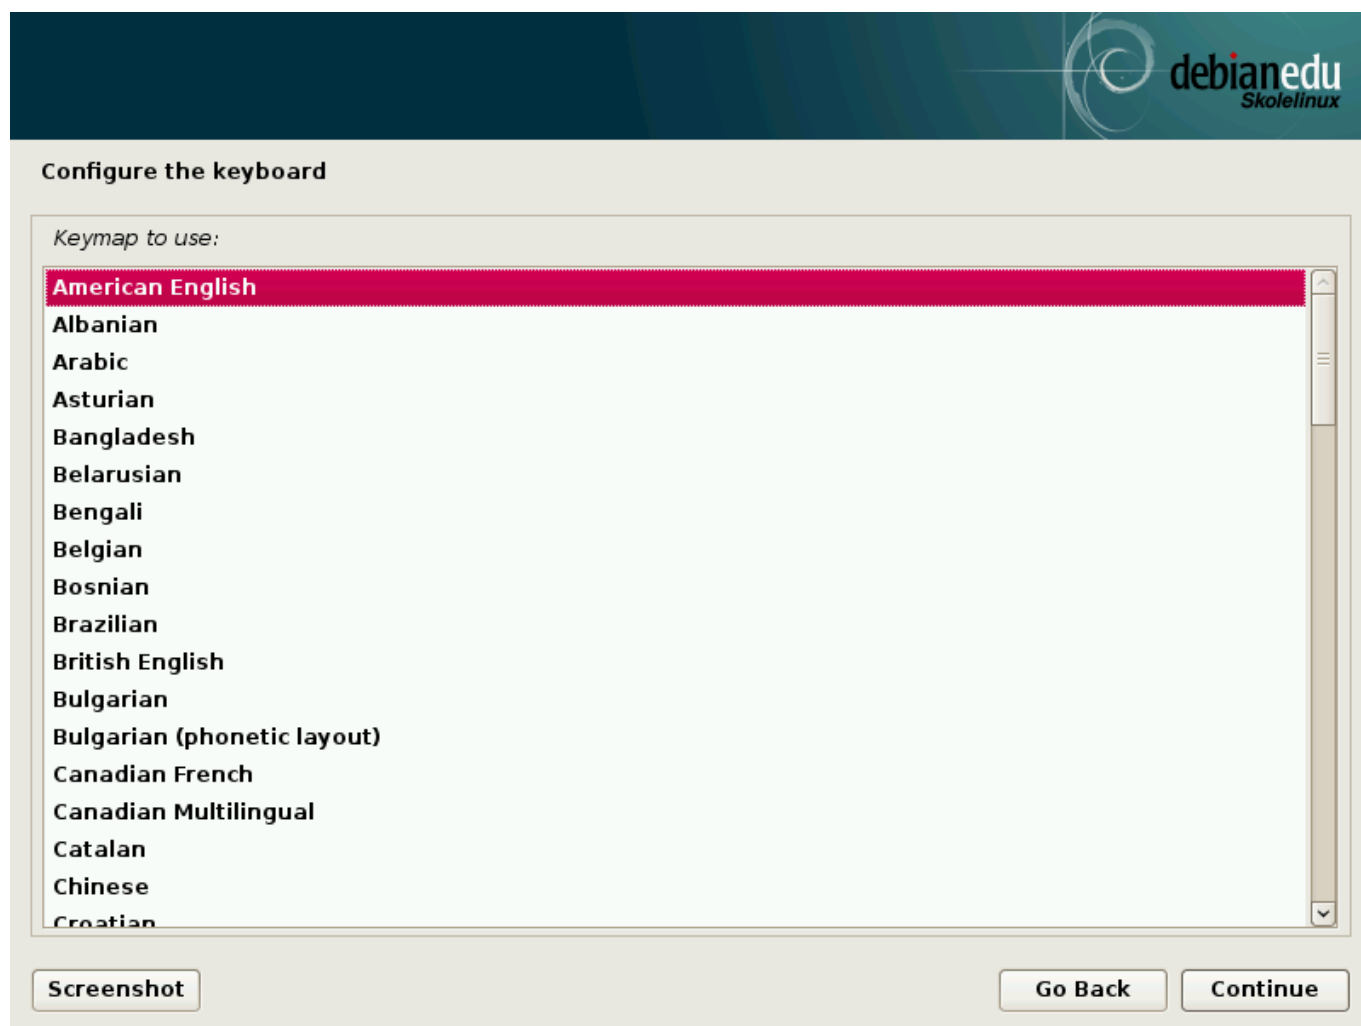 debianedu
Skolelinux
Configure the keyboard
Keymap to use:
American English
Albanian
Arabic
Asturian
Bangladesh
Belarusian
Bengali
Belgian
Bosnian
Brazilian
British English
Bulgarian
Bulgarian (phonetic layout)
Canadian French
Canadian Multilingual
Catalan
Chinese
Croatian
Screenshot
Go Back
Continue